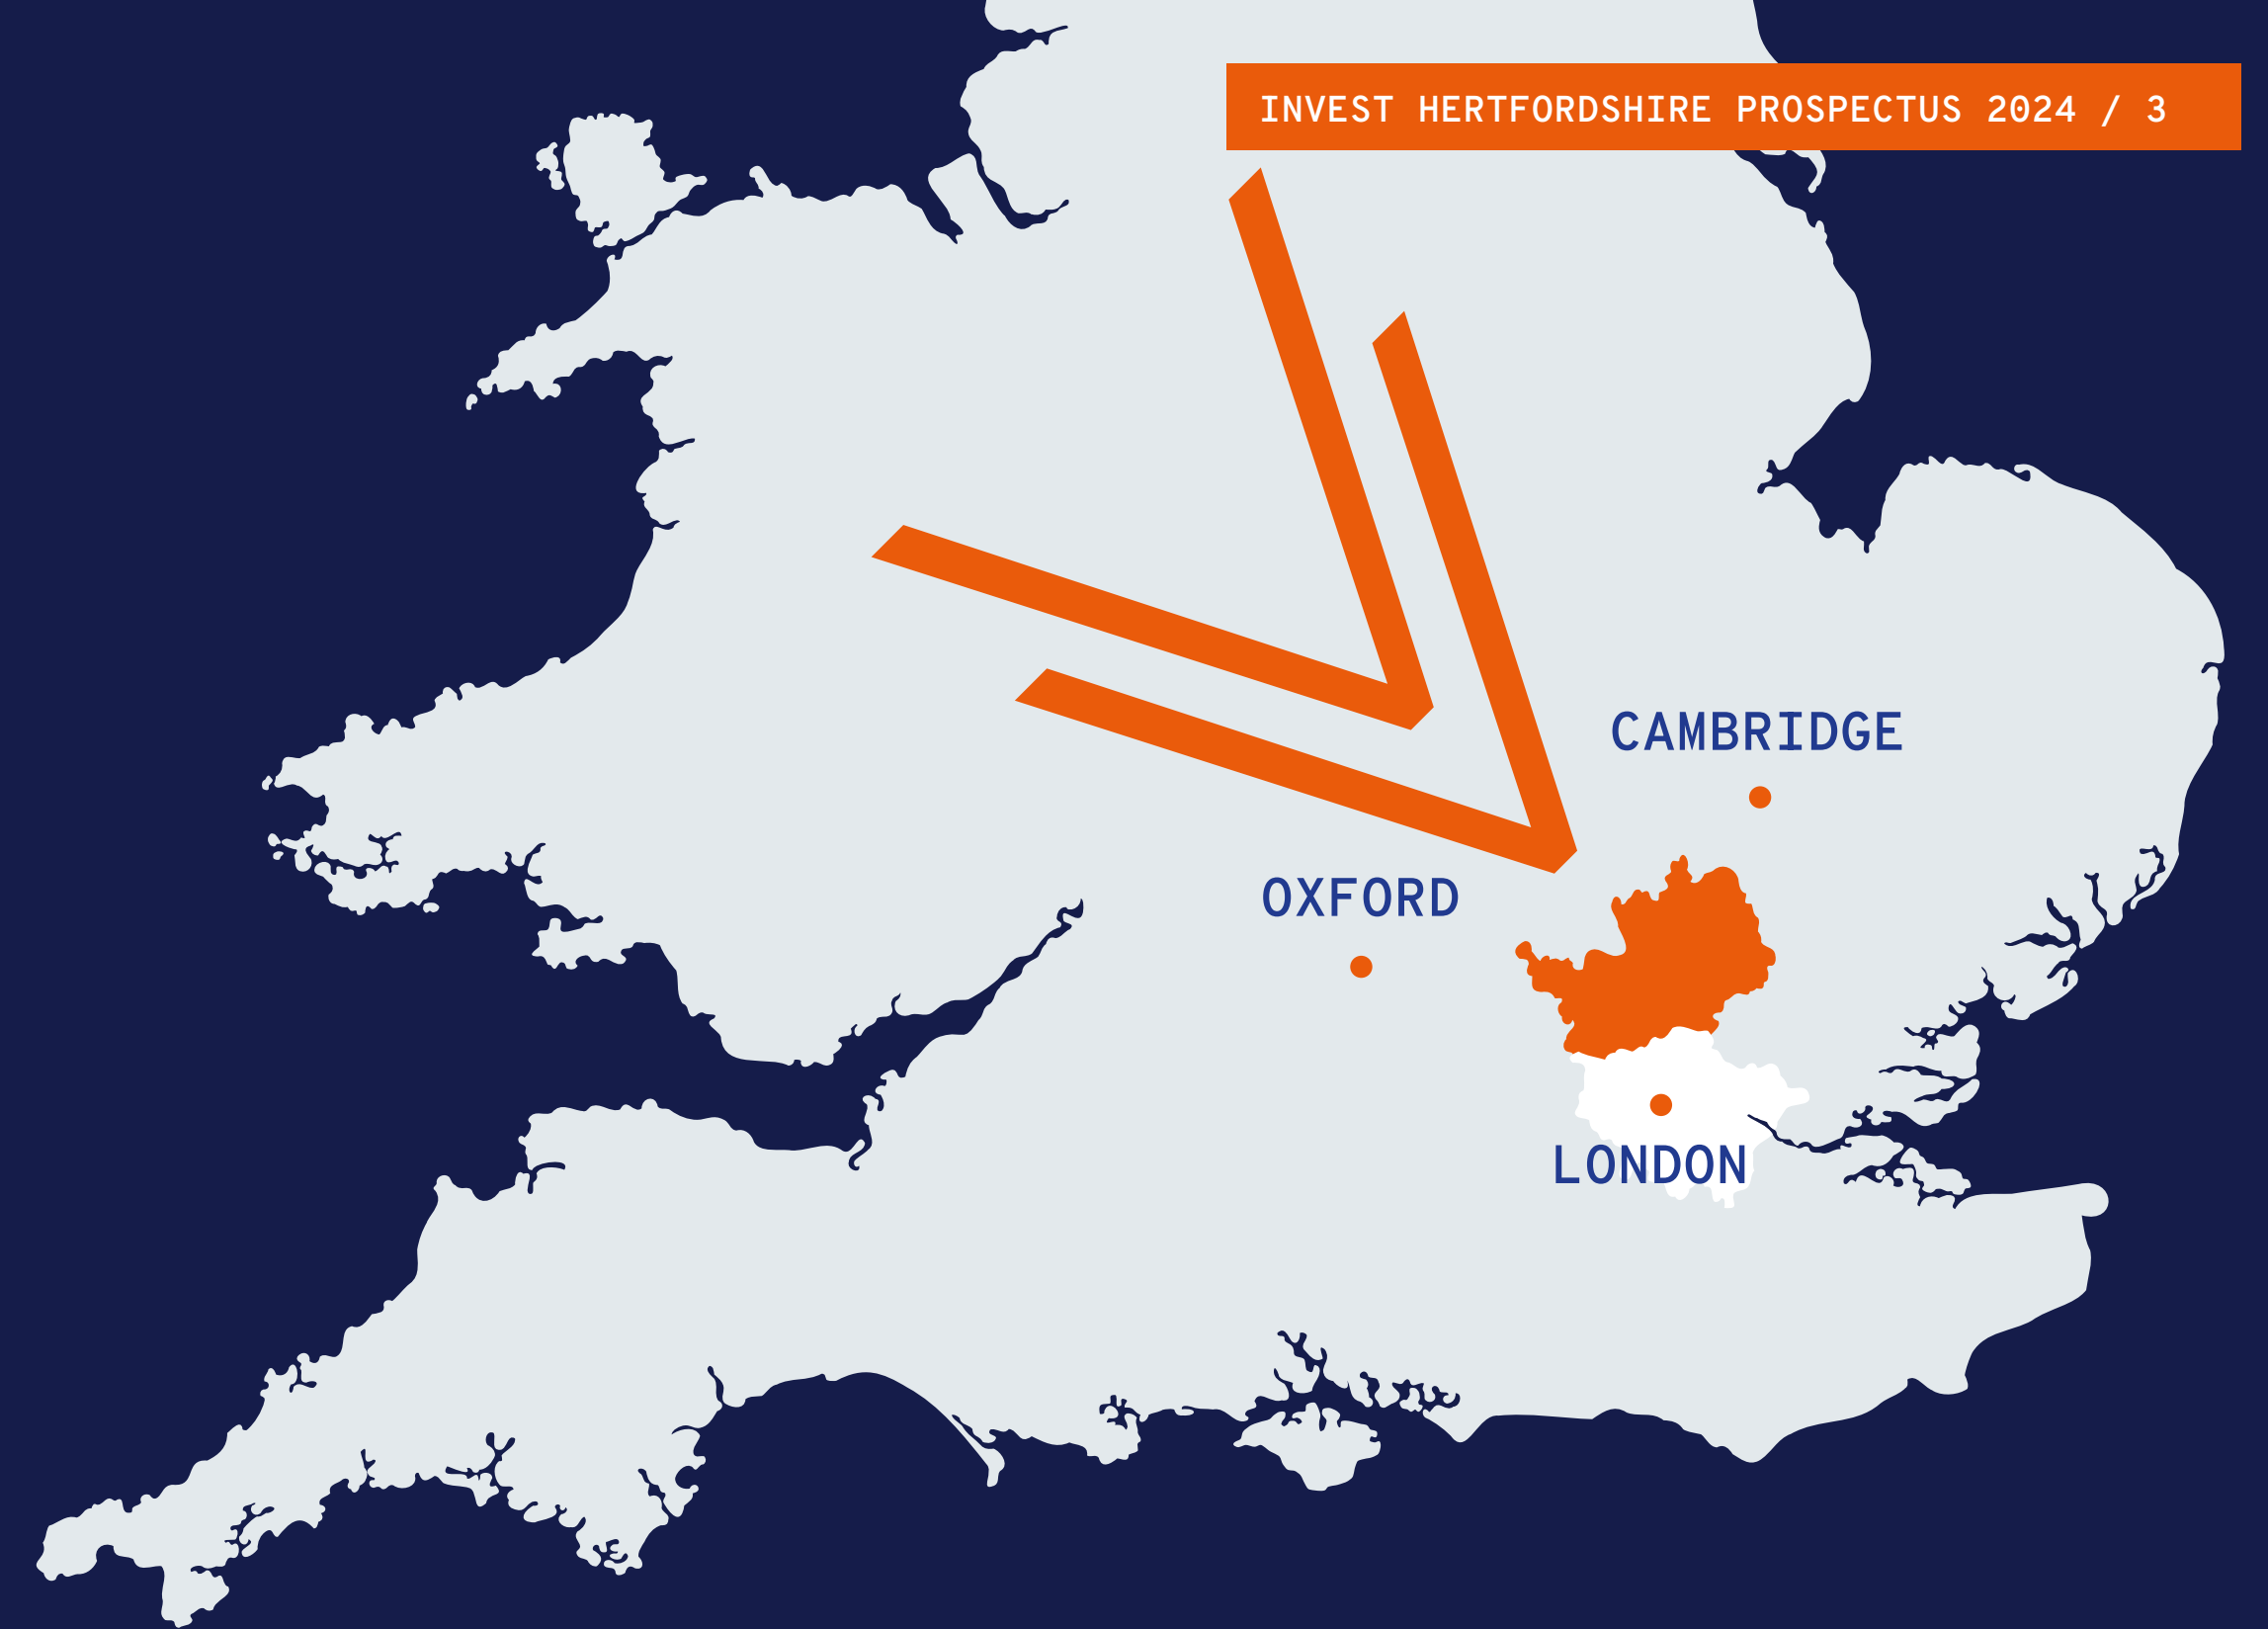 INVEST HERTFORDSHIRE PROSPECTUS 2024 / 3
CAMBRIDGE
OXFORD
LONDON